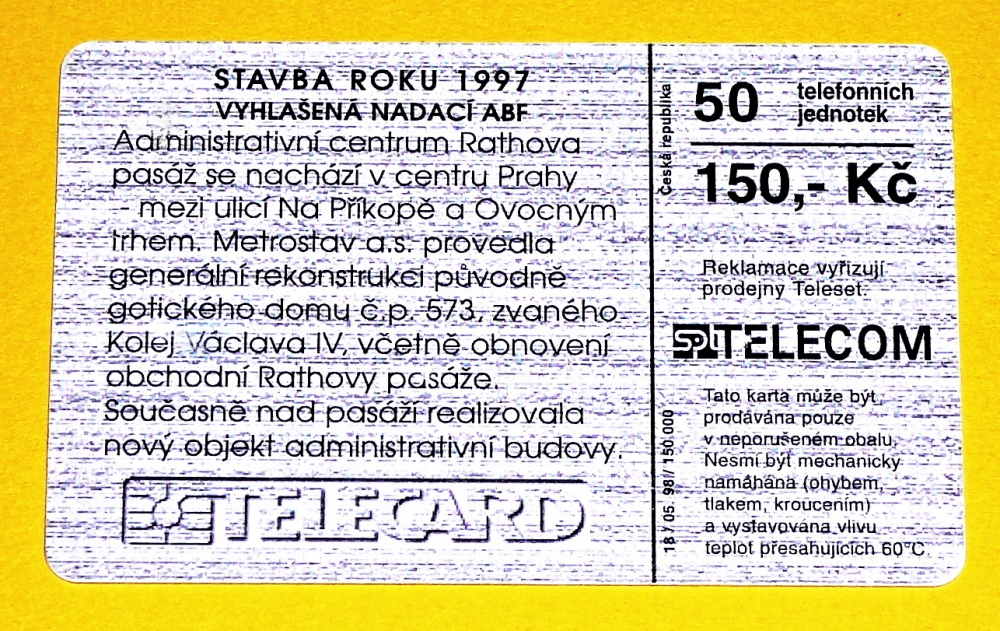 STAVBA ROKU 1997
VYHLAŠENÁ NADACÍ ABF
Administrativní centrum Rathova
pasáž se nachází v centru Prahy
- mezi ulicí Na Příkopě a Ovocným
trhem. Metrostav a.s. provedla
generální rekonstrukci původně
gotického domu č.p. 573, zvaného
Kolej Václava IV, včetně obnovení
obchodní Rathovy pasáže.
Současně nad pasáží realizovala
nový objekt administrativní budovy.
TELECARD
Česká republika
50 telefonních
jednotek
150,- Kč
Reklamace vyřizují
prodejny Teleset.
SPT TELECOM
18 / 05. 98 / 150 000
Tato karta může být
prodávána pouze
v neporušeném obalu.
Nesmí být mechanicky
namáhána (ohybem,
tlakem, kroucením)
a vystavována vlivu
teplot přesahujících 60°C